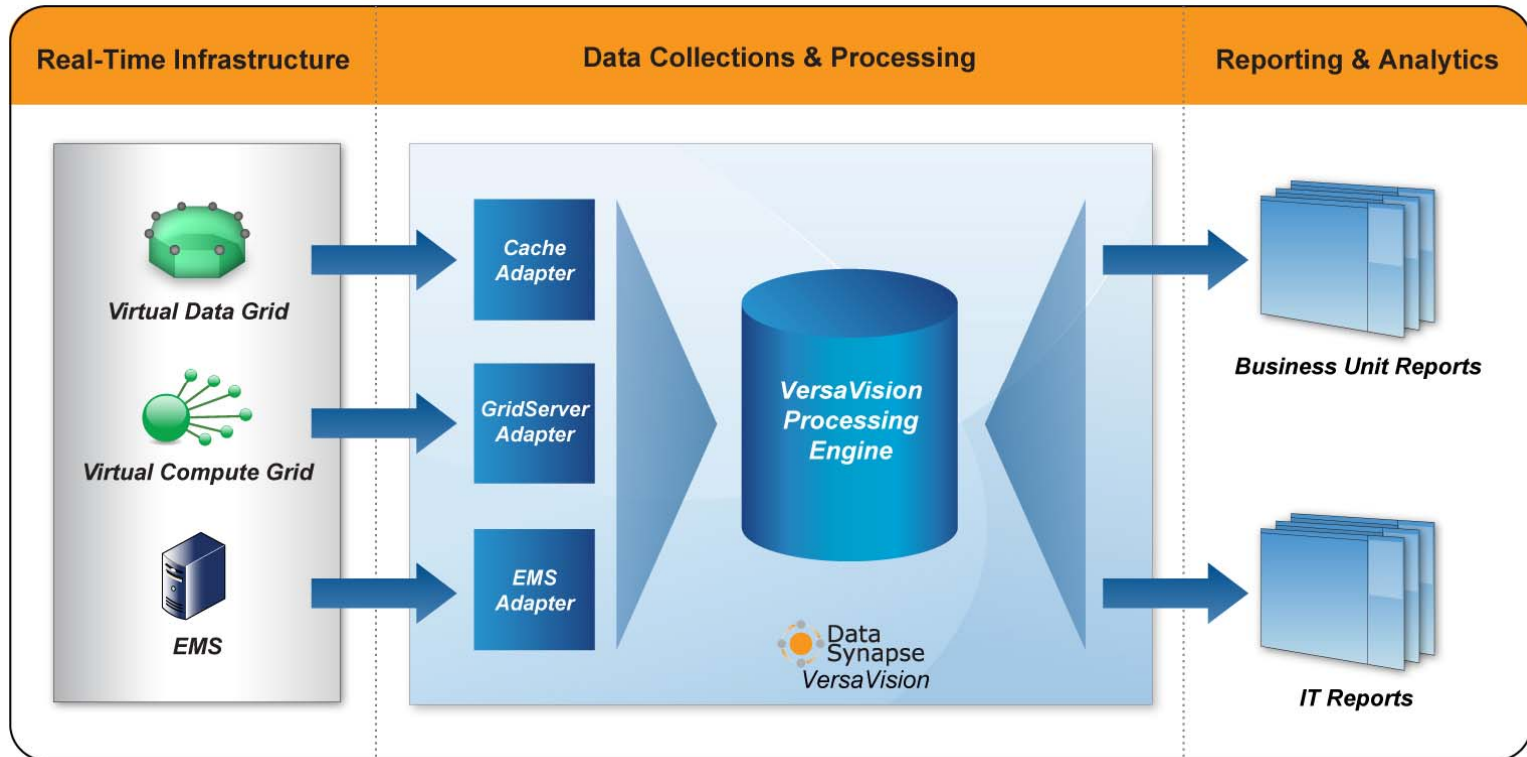 Real-Time Infrastructure
Data Collections & Processing
Reporting & Analytics
Virtual Data Grid
Virtual Compute Grid
EMS
Cache
Adapter
GridServer
Adapter
EMS
Adapter
VersaVision
Processing
Engine
Data
Synapse
VersaVision
Business Unit Reports
IT Reports